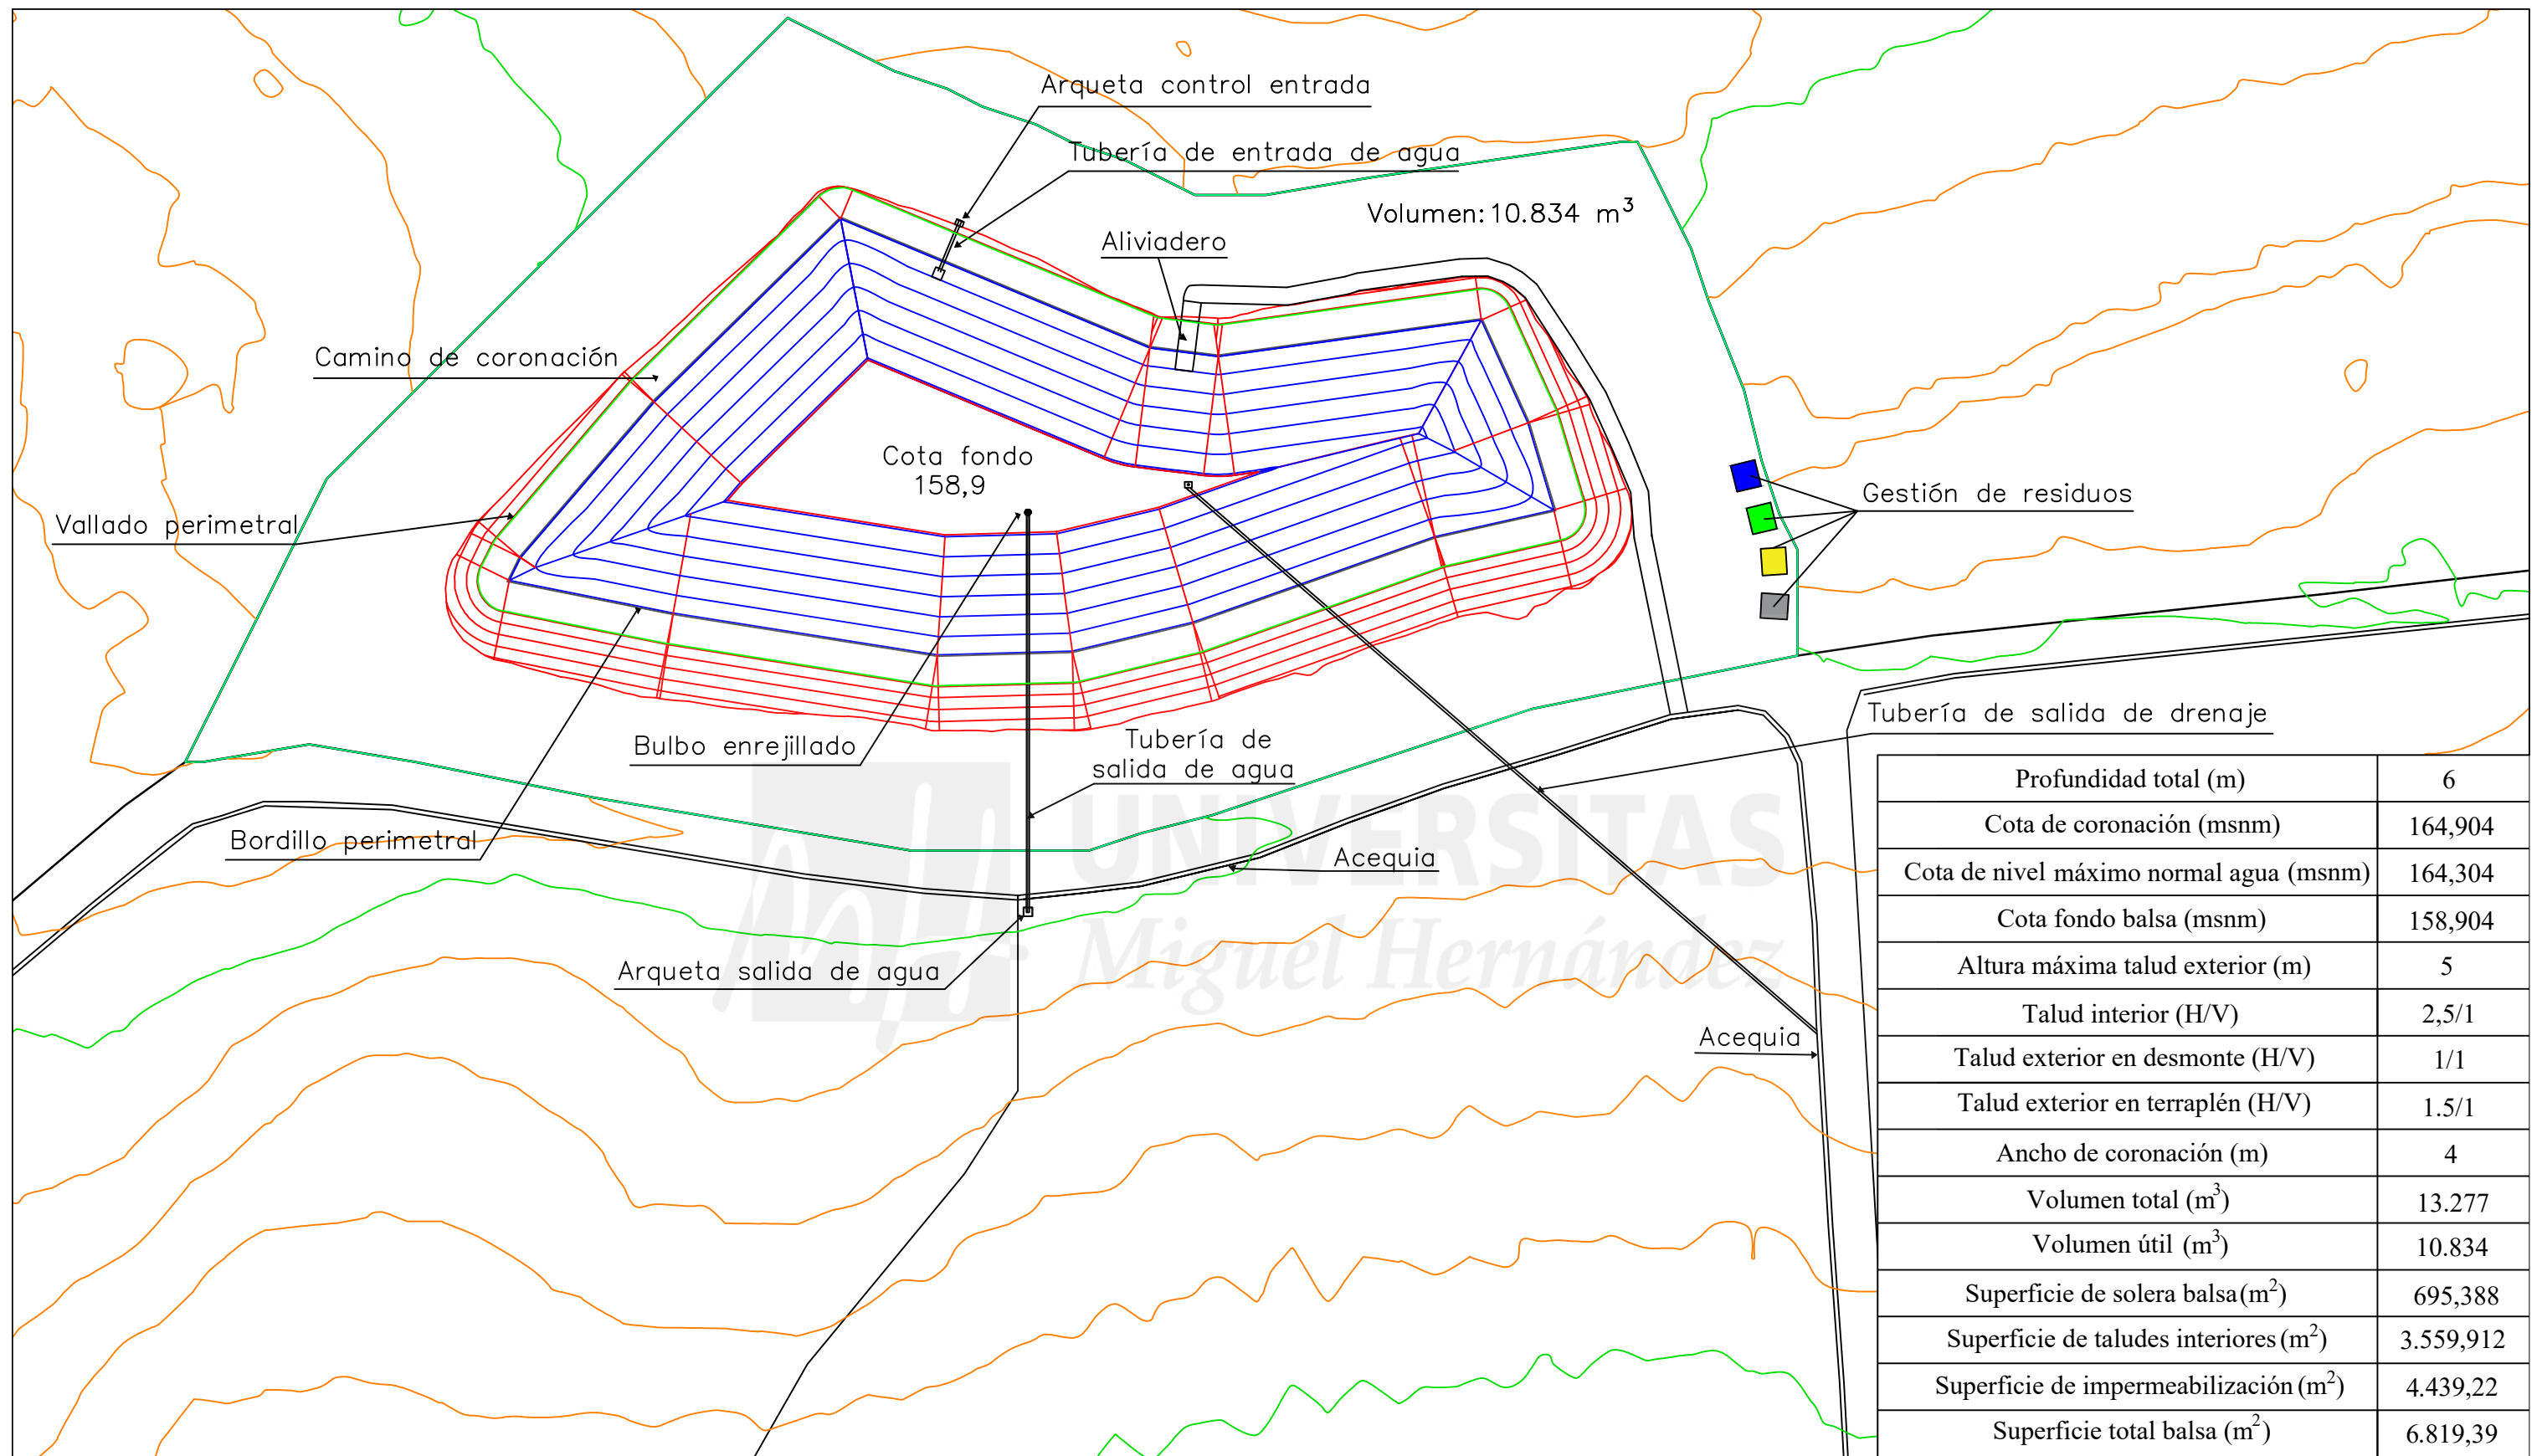 Arqueta control entrada
Tubería de entrada de agua
Volumen: 10.834 m³
Aliviadero
Camino de coronación
Cota fondo
158,9
Vallado perimetral
Gestión de residuos
Bulbo enrejillado
Tubería de
salida de agua
Tubería de salida de drenaje
Bordillo perimetral
Acequia
Arqueta salida de agua
Acequia
UNIVERSITAS
Miguel Hernández
Profundidad total (m) 6
Cota de coronación (msnm) 164,904
Cota de nivel máximo normal agua (msnm) 164,304
Cota fondo balsa (msnm) 158,904
Altura máxima talud exterior (m) 5
Talud interior (H/V) 2,5/1
Talud exterior en desmonte (H/V) 1/1
Talud exterior en terraplén (H/V) 1.5/1
Ancho de coronación (m) 4
Volumen total (m³) 13.277
Volumen útil (m³) 10.834
Superficie de solera balsa (m²) 695,388
Superficie de taludes interiores (m²) 3.559,912
Superficie de impermeabilización (m²) 4.439,22
Superficie total balsa (m²) 6.819,39